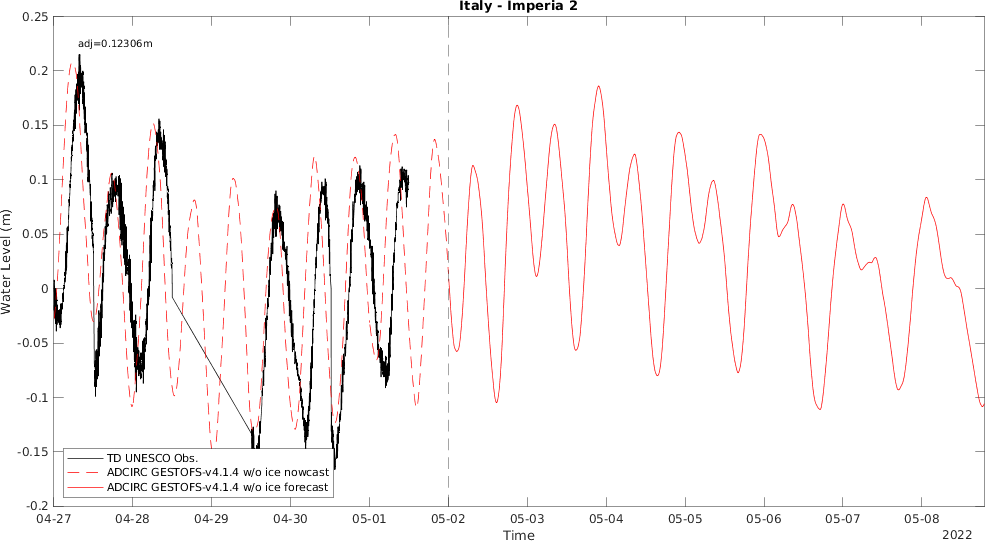 Italy - Imperia 2
adj=0.12306m
0.25
0.2
0.15
0.1
0.05
0
-0.05
-0.1
-0.15
-0.2
Water Level (m)
TD UNESCO Obs.
ADCIRC GESTOFS-v4.1.4 w/o ice nowcast
ADCIRC GESTOFS-v4.1.4 w/o ice forecast
04-27 04-28 04-29 04-30 05-01 05-02 05-03 05-04 05-05 05-06 05-07 05-08
Time
2022